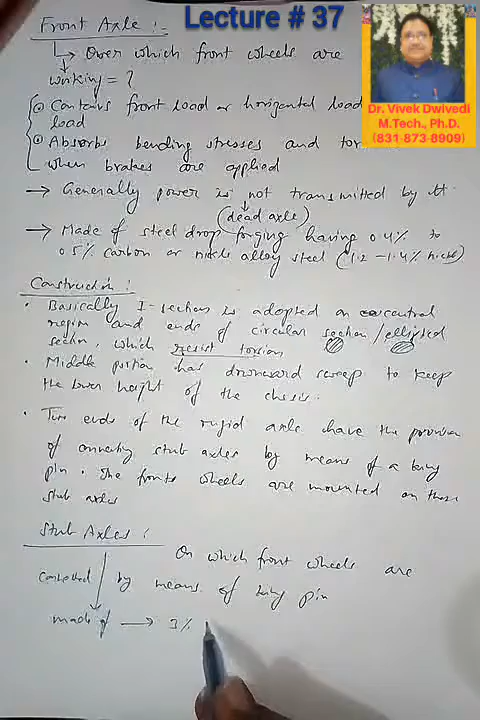 Lecture # 37
Front Axle :-
Over which front wheels are
working = ?
Contains front load or horizontal load
load
Absorbs bending stresses and tor
when brakes are applied
Dr. Vivek Dwivedi
M.Tech., Ph.D.
(831-873-8909)
→ Generally power is not transmitted by it
(dead axle)
→ Made of steel drop forging having 0.4% to
0.5% carbon or nickle alloy steel (1.2 - 1.4% nickel)
Construction :
• Basically I-section is adopted on central
region and ends of circular section/
section, which resist torsion
• Middle portion has downward sweep to keep
the lower height of the chassis.
• Two ends of the rigid axle have the provision
of connecting stub axles by means of a king
pin. The front wheels are mounted on these
stub axles
Stub Axles :
On which front wheels are
connected by means of king pin
made of → 3%